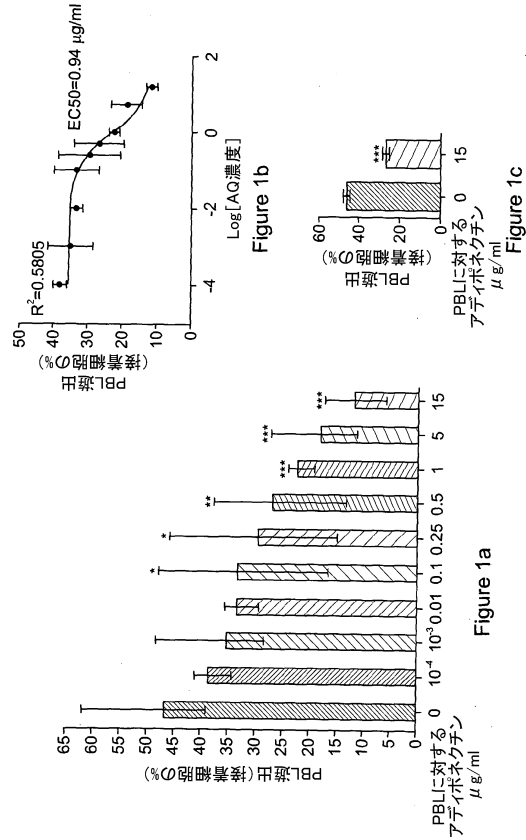 65
60
55
50
45
40
35
30
25
20
15
10
5
0
PBL遊出(接着細胞の%)
*
*
**
***
***
***
0
10-4
10-3
0.01
0.1
0.25
0.5
1
5
15
PBLに対する
アディポネクチン
μg/ml
Figure 1a
50
40
30
20
10
0
PBL遊出
(接着細胞の%)
R2=0.5805
EC50=0.94 μg/ml
-4
-2
0
2
Log[AQ濃度]
Figure 1b
60
40
20
0
PBL遊出
(接着細胞の%)
***
0
15
PBLに対する
アディポネクチン
μg/ml
Figure 1c